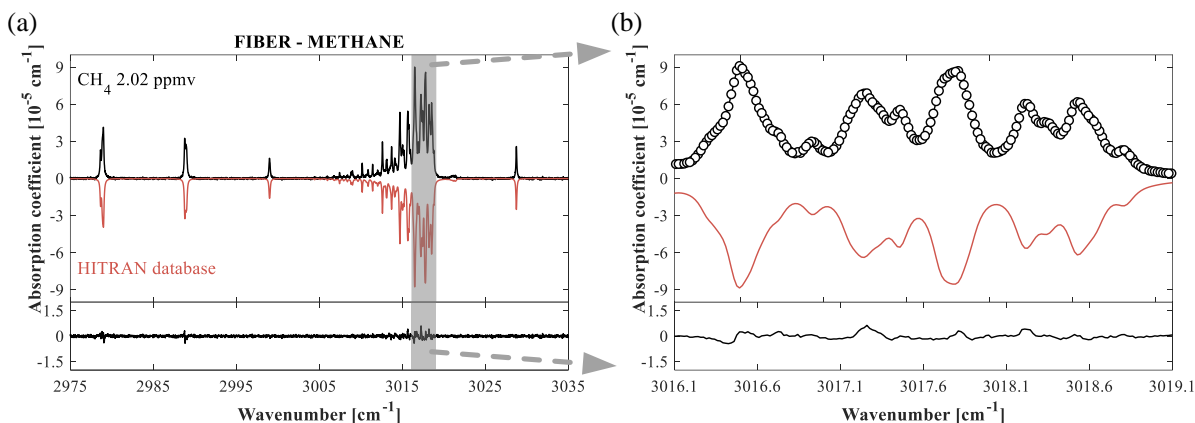 (a)
FIBER - METHANE
Absorption coefficient [10⁻⁵ cm⁻¹]
9
6
3
0
-3
-6
-9
CH₄ 2.02 ppmv
HITRAN database
1.5
0
-1.5
2975 2985 2995 3005 3015 3025 3035
Wavenumber [cm⁻¹]
(b)
Absorption coefficient [10⁻⁵ cm⁻¹]
9
6
3
0
-3
-6
-9
1.5
0
-1.5
3016.1 3016.6 3017.1 3017.6 3018.1 3018.6 3019.1
Wavenumber [cm⁻¹]